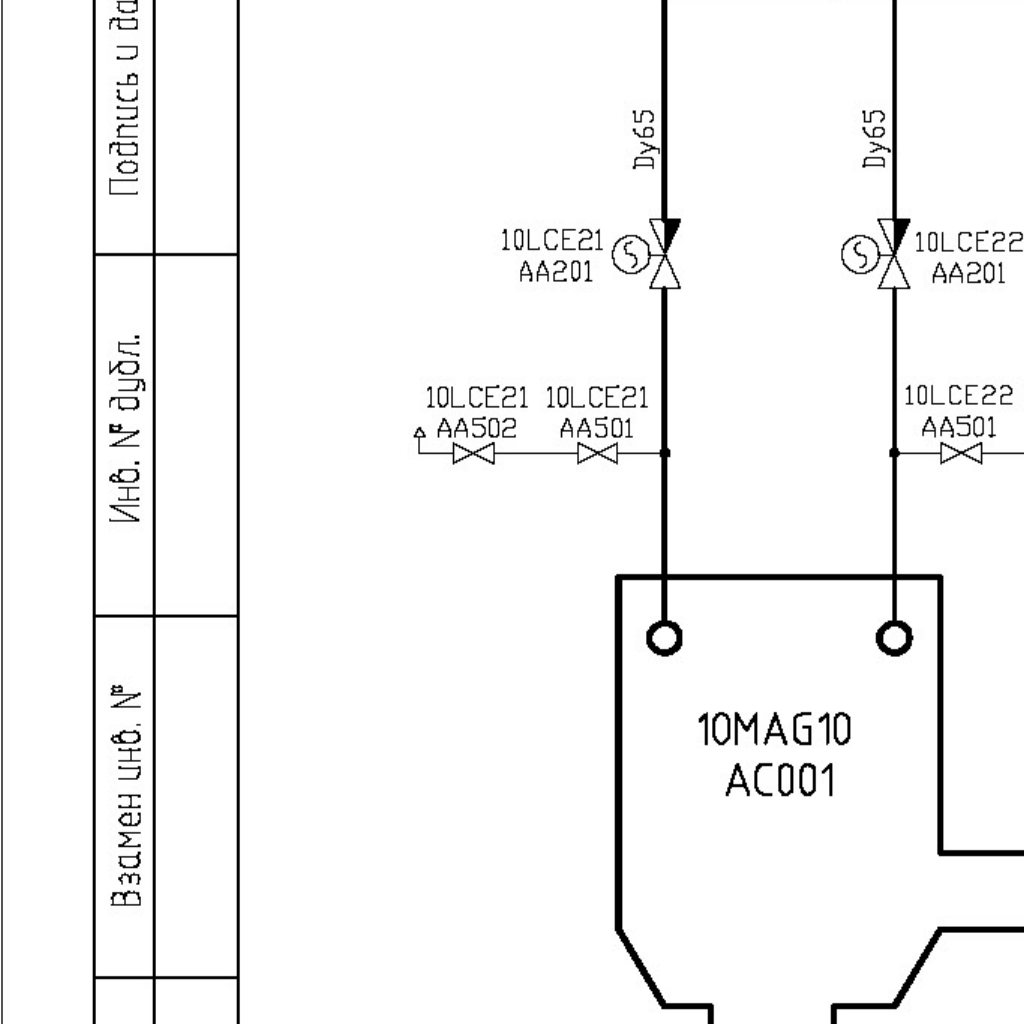 Подпись и да
Инв. № дубл.
Взамен инв. №
Dy65
Dy65
10LCE21
AA201
10LCE22
AA201
10LCE21
AA502
10LCE21
AA501
10LCE22
AA501
10MAG10
AC001